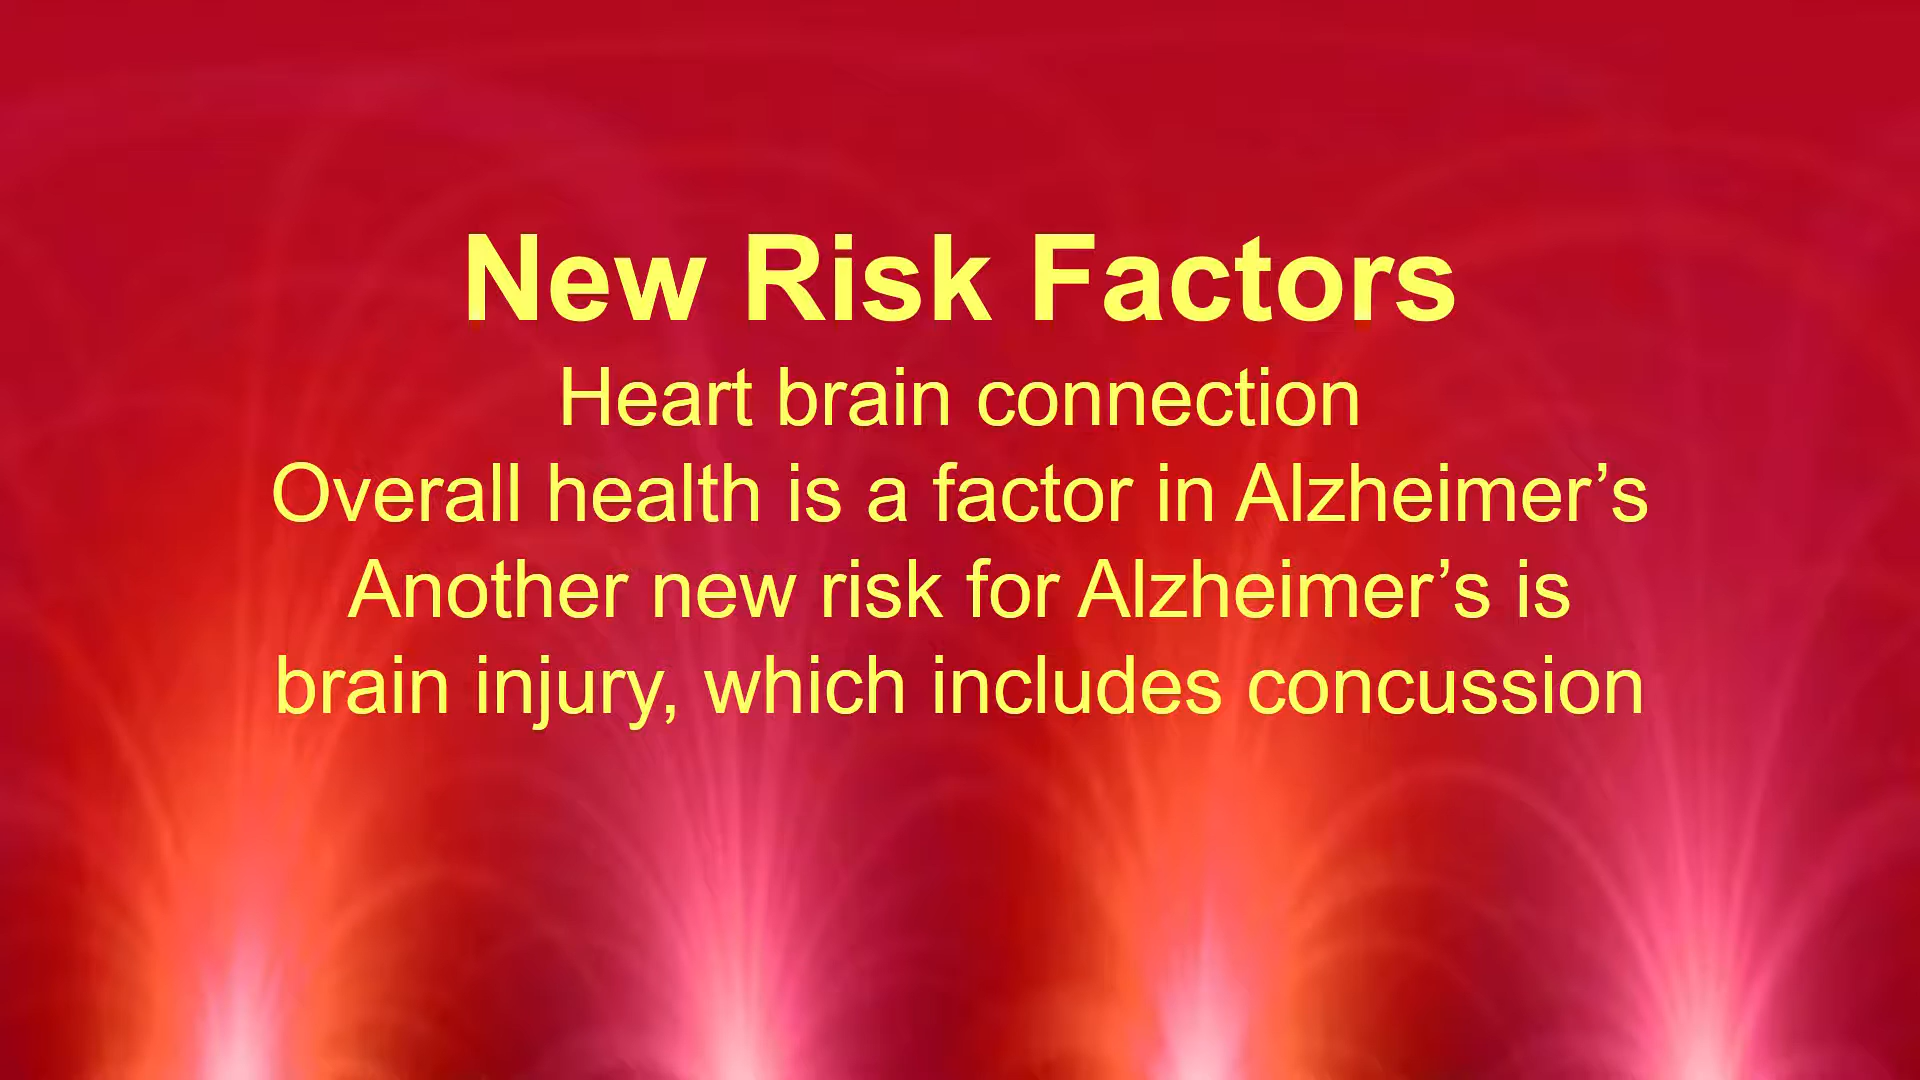 New Risk Factors
Heart brain connection
Overall health is a factor in Alzheimer’s
Another new risk for Alzheimer’s is
brain injury, which includes concussion